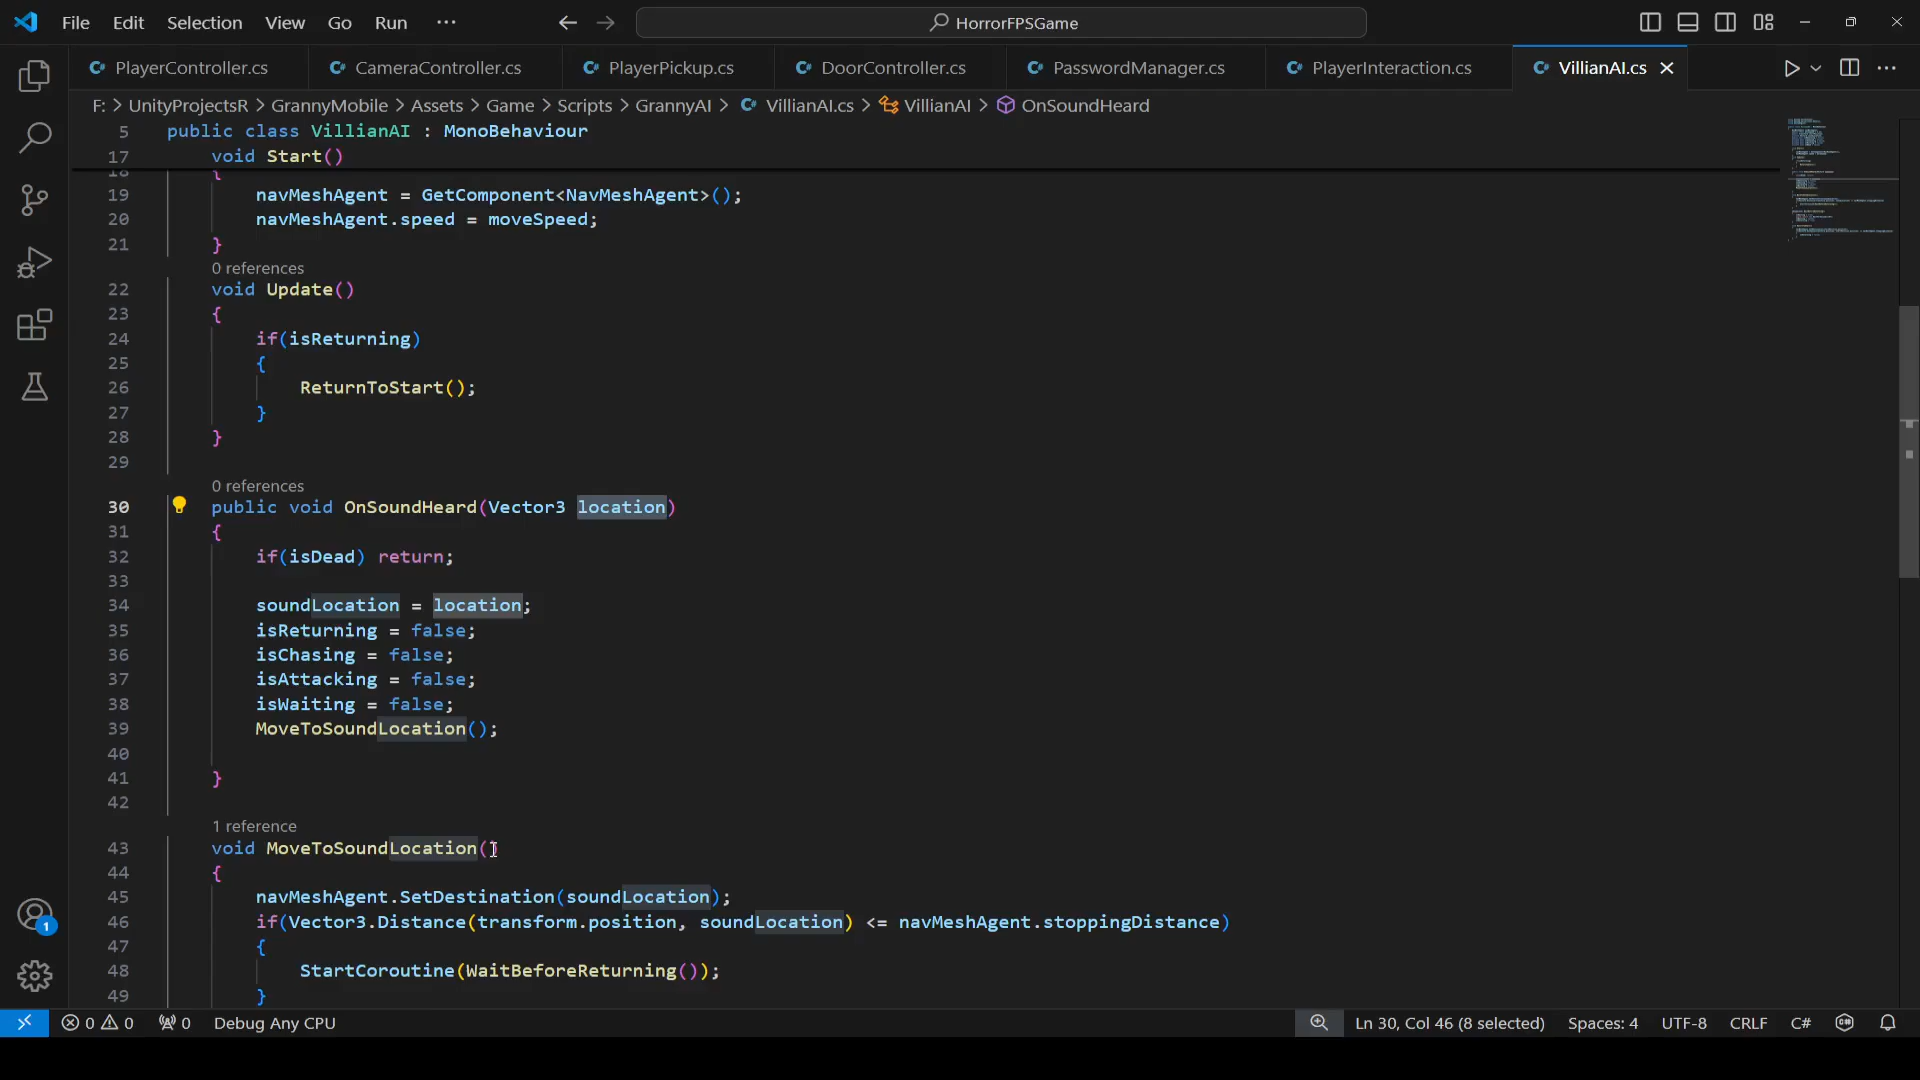 File Edit Selection View Go Run ··· HorrorFPSGame
PlayerController.cs CameraController.cs PlayerPickup.cs DoorController.cs PasswordManager.cs PlayerInteraction.cs VillianAI.cs
F: > UnityProjectsR > GrannyMobile > Assets > Game > Scripts > GrannyAI > VillianAI.cs > VillianAI > OnSoundHeard
5 public class VillianAI : MonoBehaviour
17 void Start()
18 {
19 navMeshAgent = GetComponent<NavMeshAgent>();
20 navMeshAgent.speed = moveSpeed;
21 }
0 references
22 void Update()
23 {
24 if(isReturning)
25 {
26 ReturnToStart();
27 }
28 }
29
0 references
30 public void OnSoundHeard(Vector3 location)
31 {
32 if(isDead) return;
33
34 soundLocation = location;
35 isReturning = false;
36 isChasing = false;
37 isAttacking = false;
38 isWaiting = false;
39 MoveToSoundLocation();
40
41 }
42
1 reference
43 void MoveToSoundLocation()
44 {
45 navMeshAgent.SetDestination(soundLocation);
46 if(Vector3.Distance(transform.position, soundLocation) <= navMeshAgent.stoppingDistance)
47 {
48 StartCoroutine(WaitBeforeReturning());
49 }
1
0 0 0 Debug Any CPU Ln 30, Col 46 (8 selected) Spaces: 4 UTF-8 CRLF C#